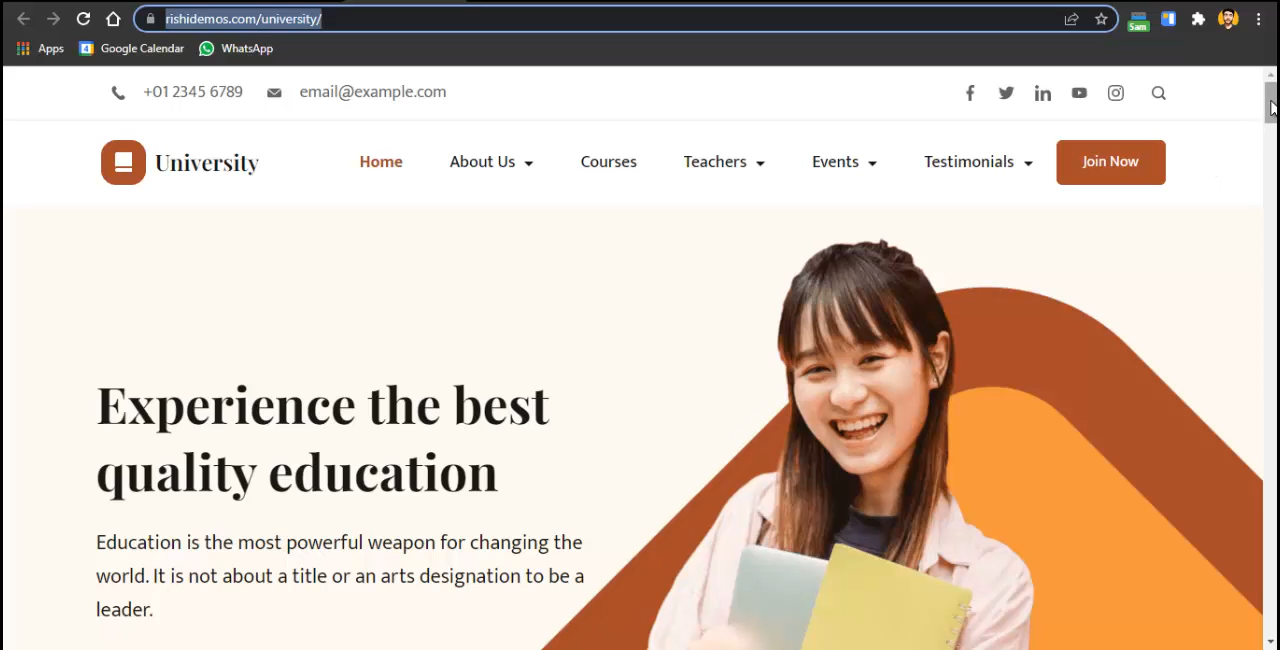 rishidemos.com/university/
5am
Apps
4 Google Calendar
WhatsApp
+01 2345 6789
email@example.com
University
Home
About Us
Courses
Teachers
Events
Testimonials
Join Now
Experience the best
quality education
Education is the most powerful weapon for changing the
world. It is not about a title or an arts designation to be a
leader.